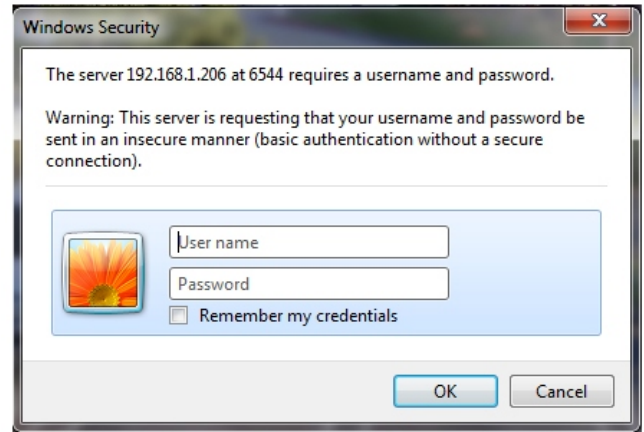 Windows Security
The server 192.168.1.206 at 6544 requires a username and password.
Warning: This server is requesting that your username and password be
sent in an insecure manner (basic authentication without a secure
connection).
User name
Password
Remember my credentials
OK
Cancel